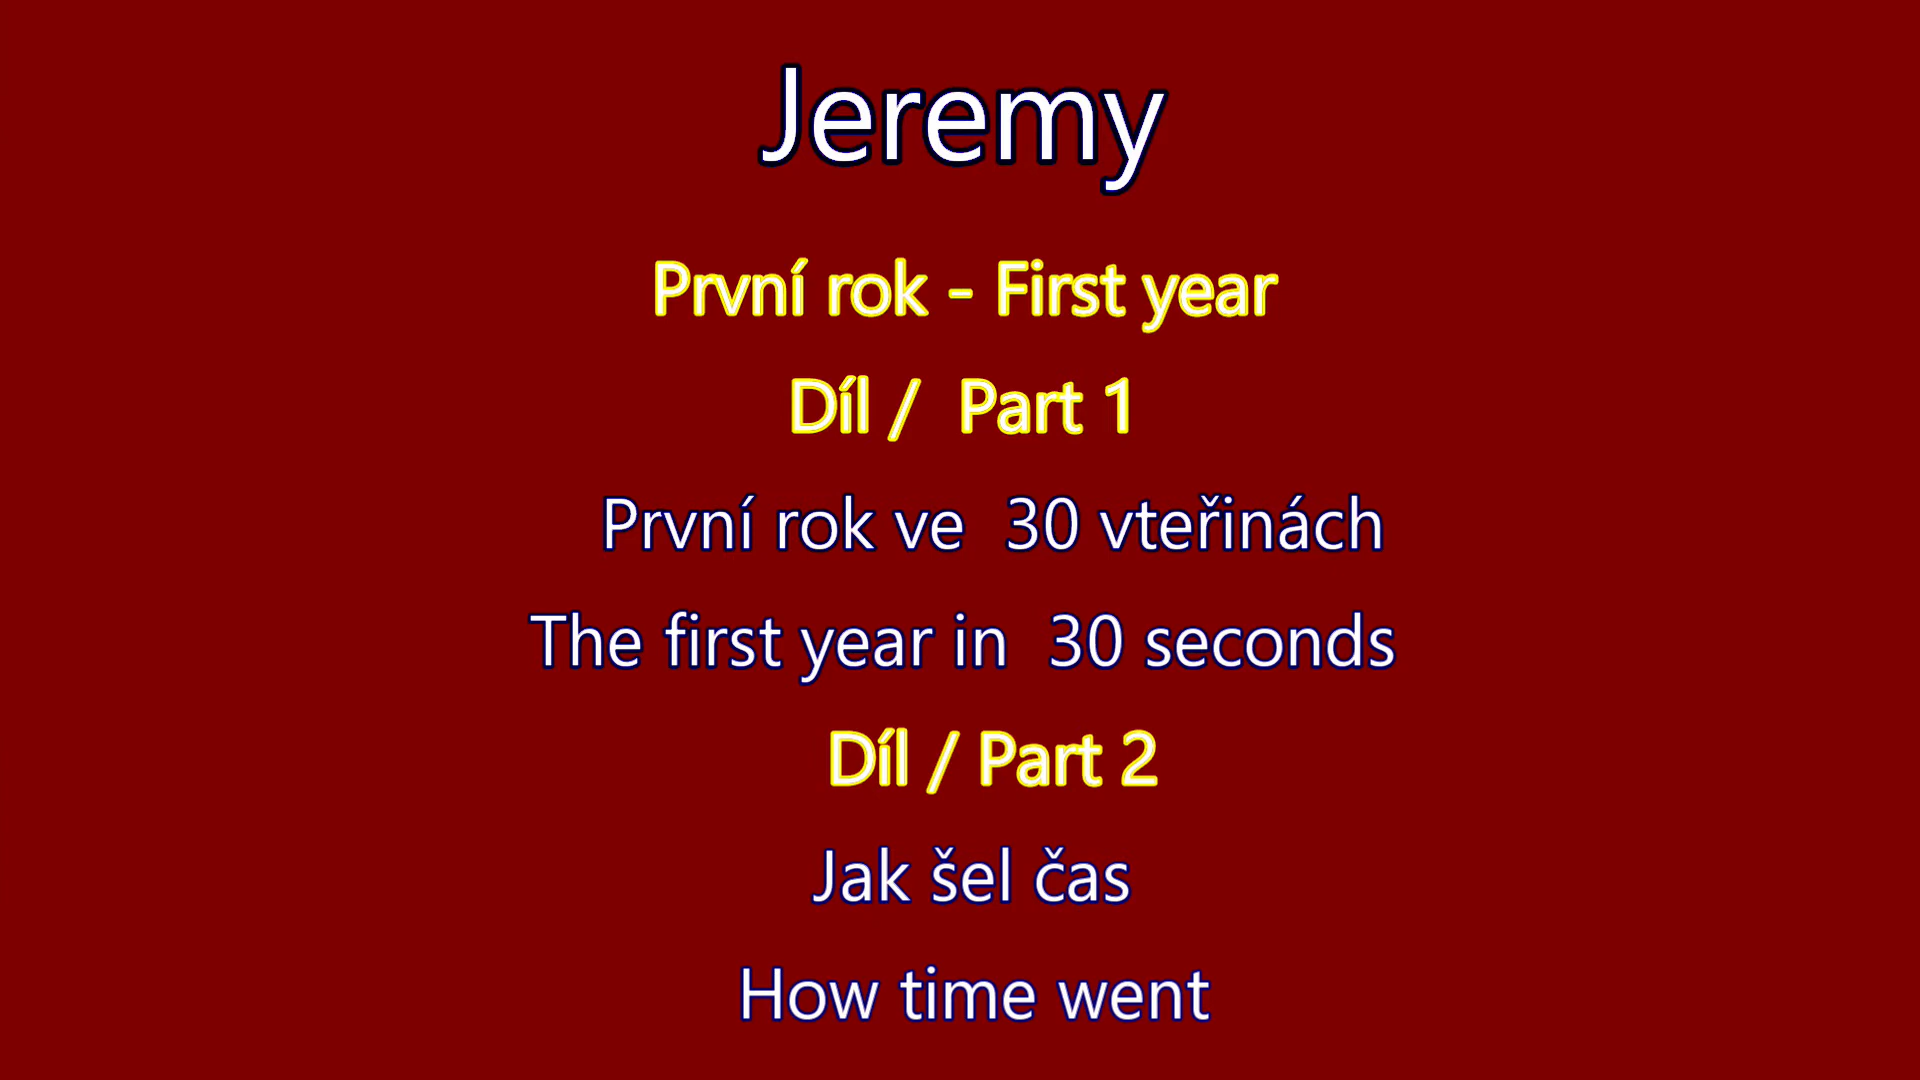 Jeremy
První rok - First year
Díl / Part 1
První rok ve 30 vteřinách
The first year in 30 seconds
Díl / Part 2
Jak šel čas
How time went